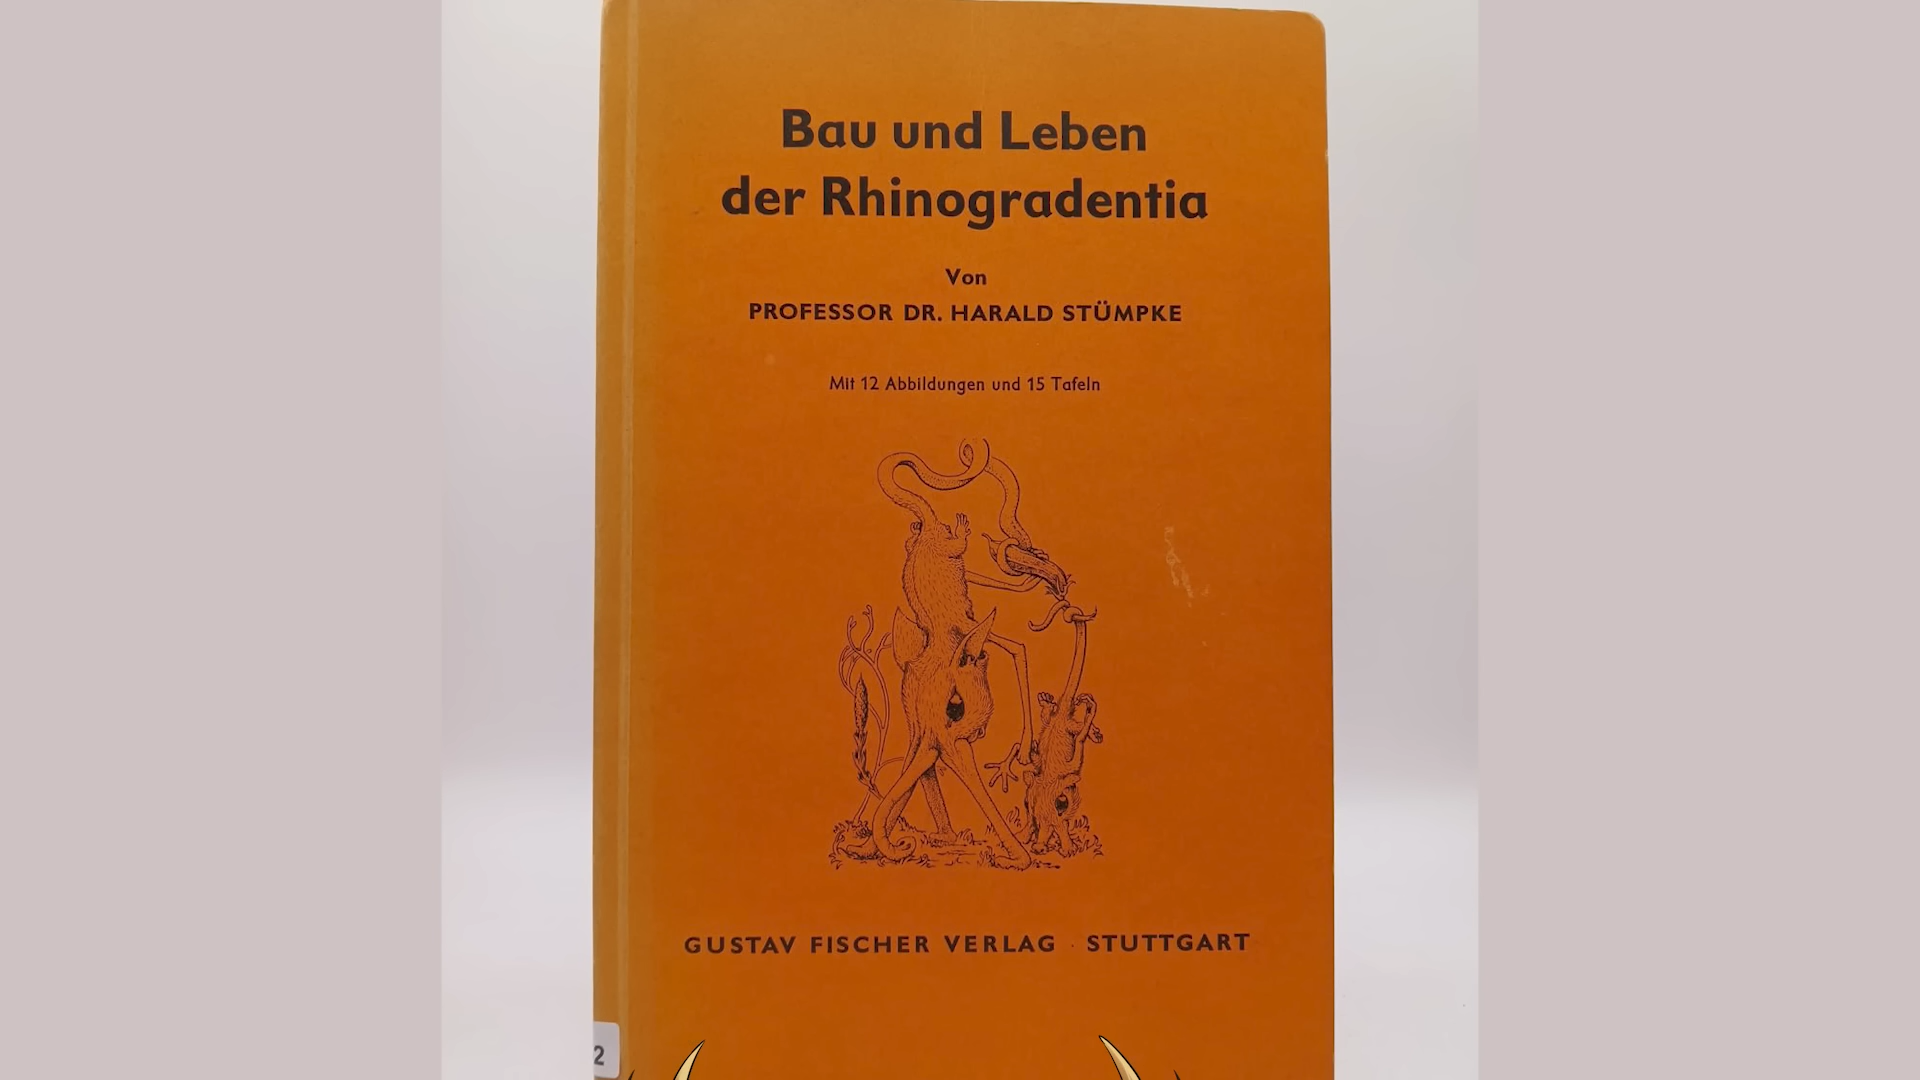 Bau und Leben
der Rhinogradentia
Von
PROFESSOR DR. HARALD STÜMPKE
Mit 12 Abbildungen und 15 Tafeln
GUSTAV FISCHER VERLAG · STUTTGART
2